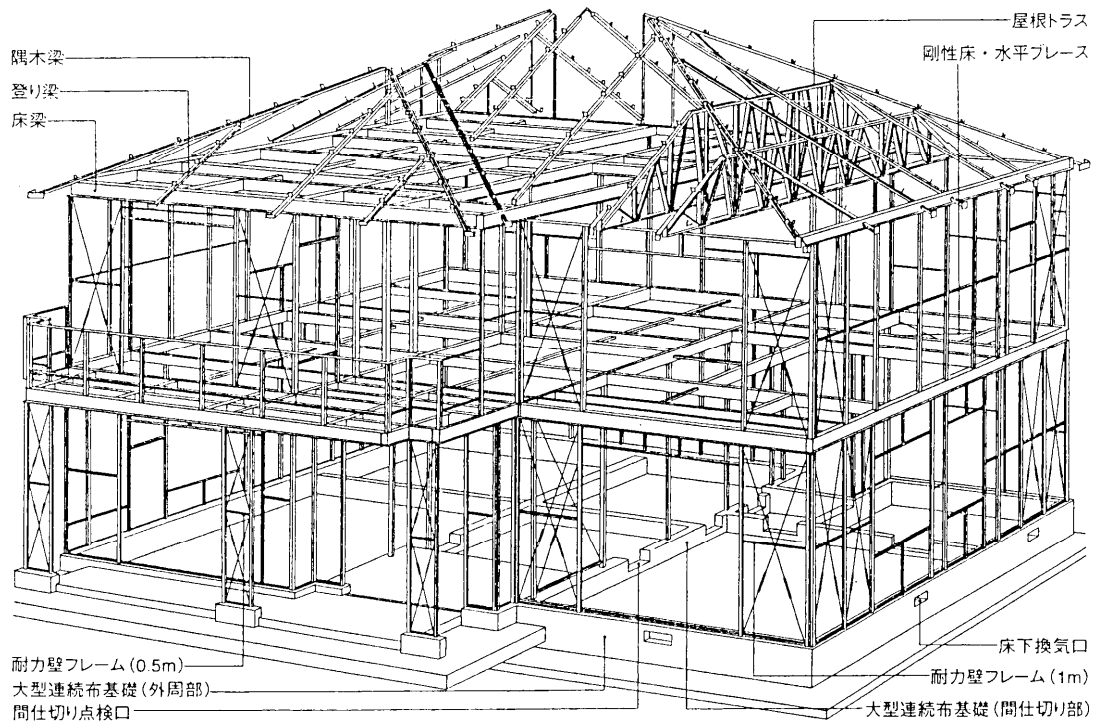 屋根トラス
剛性床・水平ブレース
隅木梁
登り梁
床梁
耐力壁フレーム(0.5m)
大型連続布基礎(外周部)
間仕切り点検口
床下換気口
耐力壁フレーム(1m)
大型連続布基礎(間仕切り部)